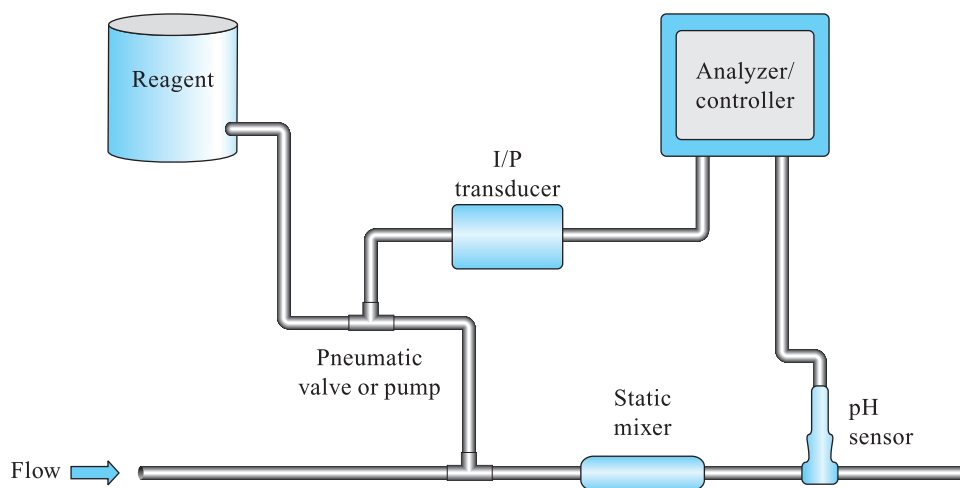 Reagent
Analyzer/
controller
I/P
transducer
Pneumatic
valve or pump
Static
mixer
pH
sensor
Flow